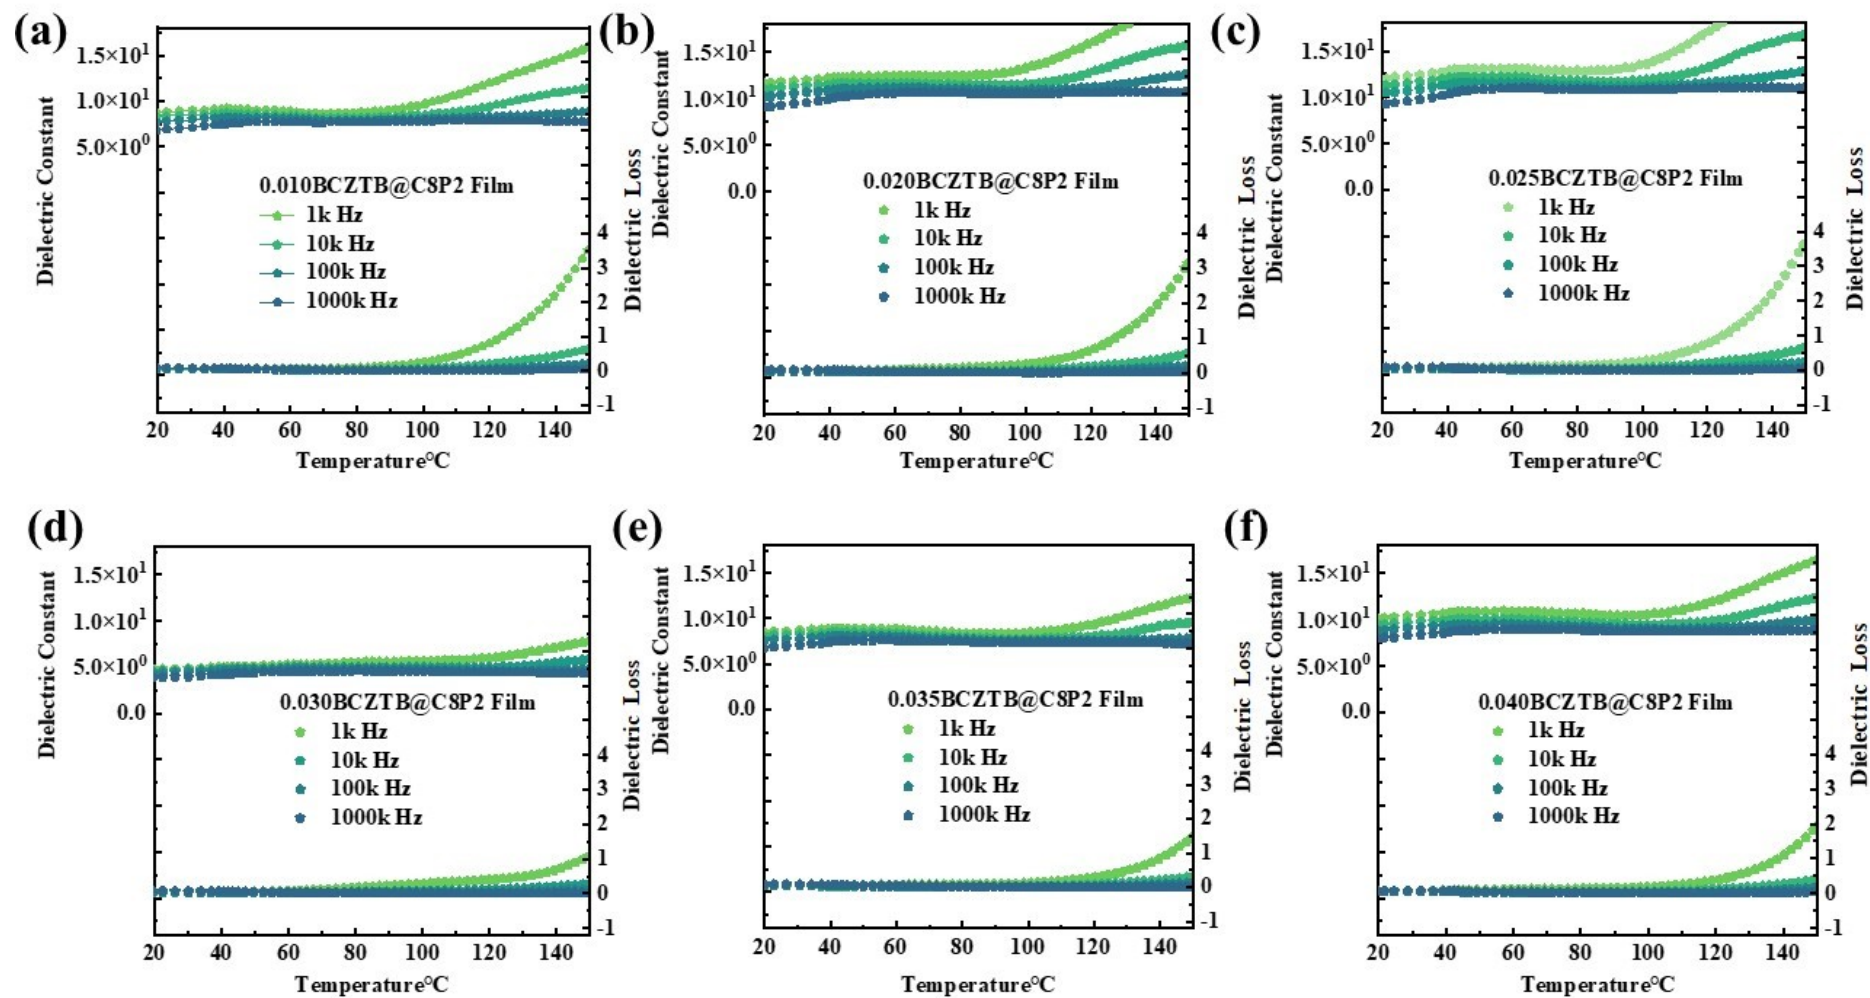 (a)
Dielectric Constant
1.5×10¹
1.0×10¹
5.0×10⁰
0.010BCZTB@C8P2 Film
1k Hz
10k Hz
100k Hz
1000k Hz
4
3
2
1
0
-1
Dielectric Loss
20 40 60 80 100 120 140
Temperature°C
(b)
Dielectric Constant
1.5×10¹
1.0×10¹
5.0×10⁰
0.0
0.020BCZTB@C8P2 Film
1k Hz
10k Hz
100k Hz
1000k Hz
4
3
2
1
0
-1
Dielectric Loss
20 40 60 80 100 120 140
Temperature°C
(c)
Dielectric Constant
1.5×10¹
1.0×10¹
5.0×10⁰
0.0
0.025BCZTB@C8P2 Film
1k Hz
10k Hz
100k Hz
1000k Hz
4
3
2
1
0
-1
Dielectric Loss
20 40 60 80 100 120 140
Temperature°C
(d)
Dielectric Constant
1.5×10¹
1.0×10¹
5.0×10⁰
0.0
0.030BCZTB@C8P2 Film
1k Hz
10k Hz
100k Hz
1000k Hz
4
3
2
1
0
-1
Dielectric Loss
20 40 60 80 100 120 140
Temperature°C
(e)
Dielectric Constant
1.5×10¹
1.0×10¹
5.0×10⁰
0.0
0.035BCZTB@C8P2 Film
1k Hz
10k Hz
100k Hz
1000k Hz
4
3
2
1
0
-1
Dielectric Loss
20 40 60 80 100 120 140
Temperature°C
(f)
Dielectric Constant
1.5×10¹
1.0×10¹
5.0×10⁰
0.0
0.040BCZTB@C8P2 Film
1k Hz
10k Hz
100k Hz
1000k Hz
4
3
2
1
0
-1
Dielectric Loss
20 40 60 80 100 120 140
Temperature°C